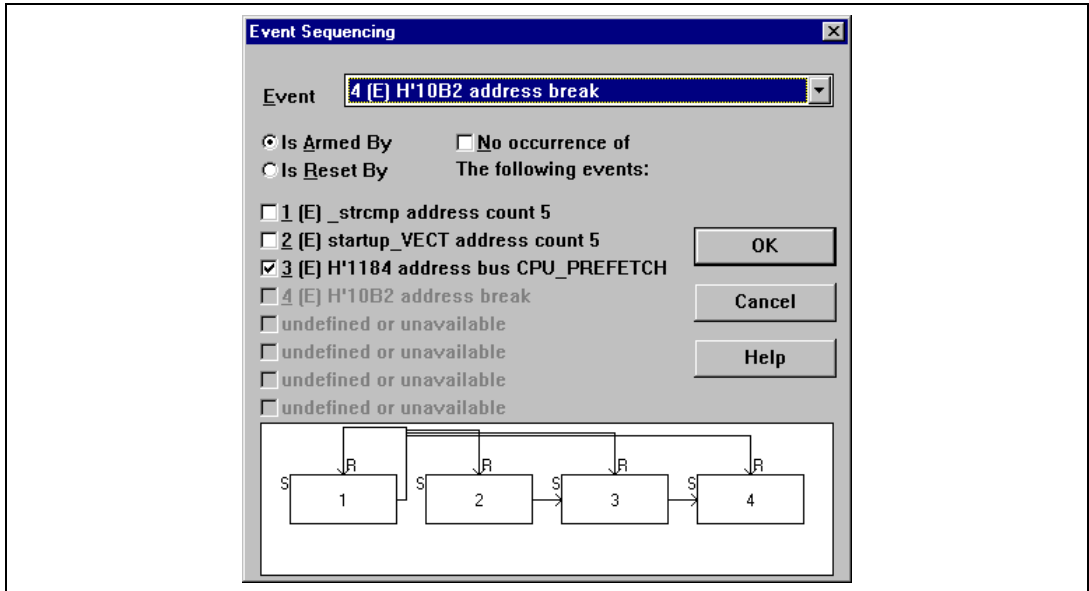 Event Sequencing
Event 4 (E) H'10B2 address break
Is Armed By No occurrence of
Is Reset By The following events:
1 (E) _strcmp address count 5
2 (E) startup_VECT address count 5
3 (E) H'1184 address bus CPU_PREFETCH
4 (E) H'10B2 address break
undefined or unavailable
undefined or unavailable
undefined or unavailable
undefined or unavailable
OK
Cancel
Help
R R R R
S S S S
1 2 3 4